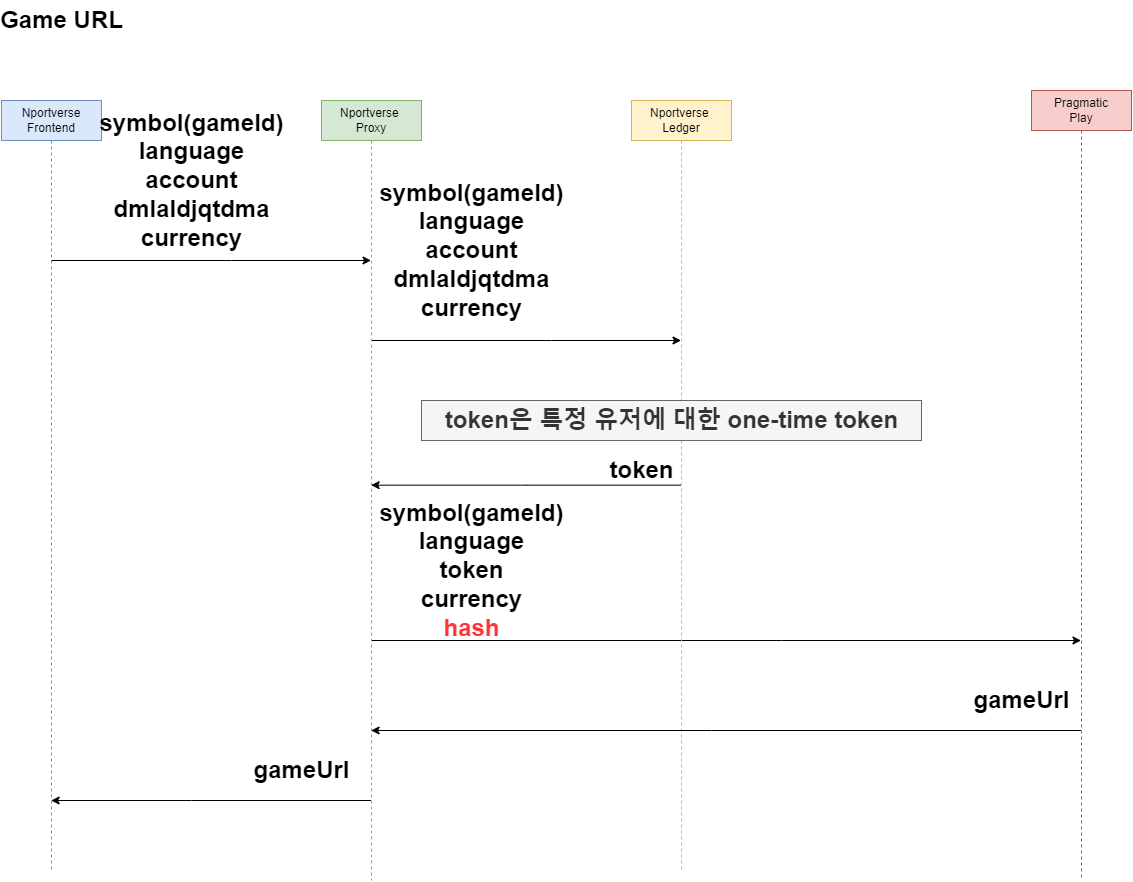 Game URL
Nportverse
Frontend
symbol(gameId)
language
account
dmlaldjqtdma
currency
Nportverse
Proxy
Nportverse
Ledger
Pragmatic
Play
symbol(gameId)
language
account
dmlaldjqtdma
currency
token은 특정 유저에 대한 one-time token
token
symbol(gameId)
language
token
currency
hash
gameUrl
gameUrl